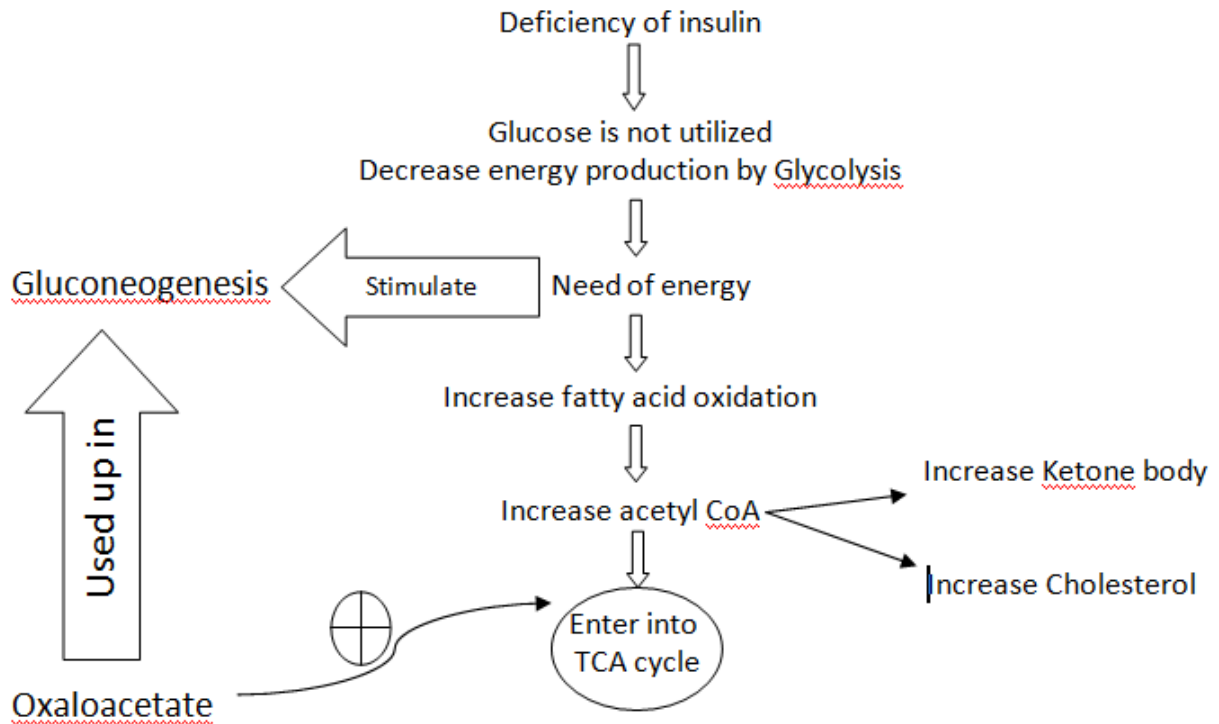 Deficiency of insulin
Glucose is not utilized
Decrease energy production by Glycolysis
Gluconeogenesis
Stimulate
Need of energy
Increase fatty acid oxidation
Used up in
Increase acetyl CoA
Increase Ketone body
Increase Cholesterol
Enter into
TCA cycle
Oxaloacetate